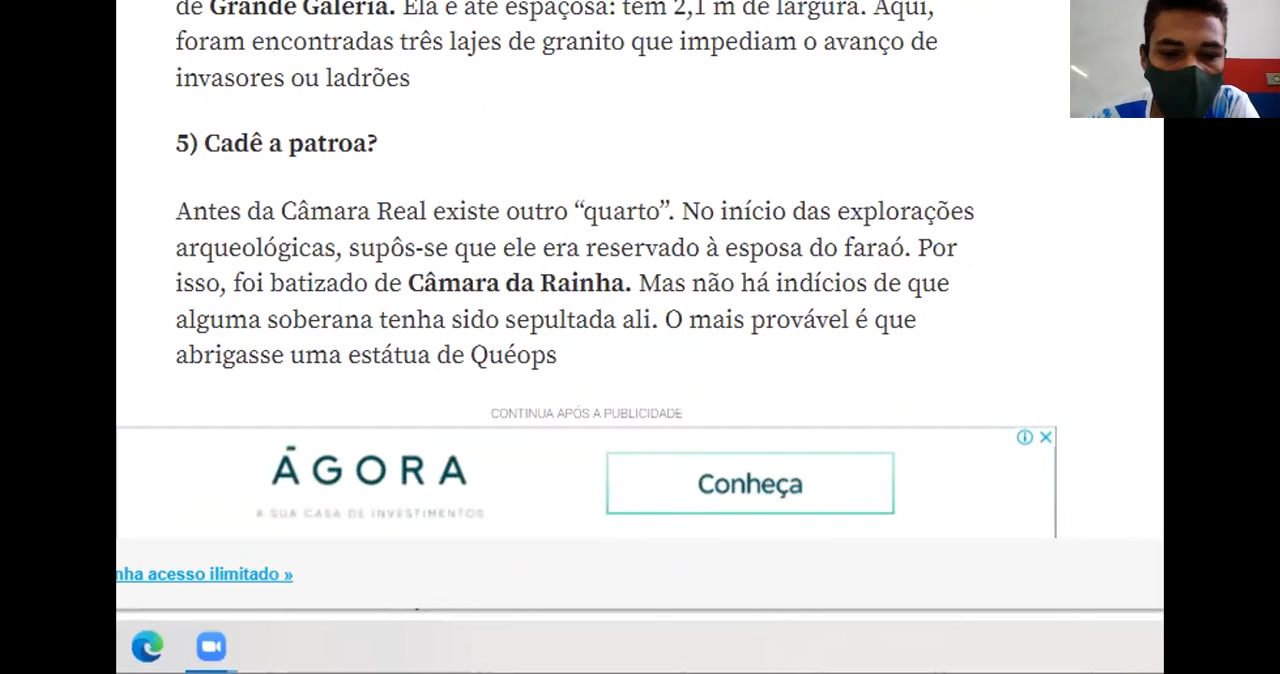 de Grande Galeria. Ela é até espaçosa: tem 2,1 m de largura. Aqui,
foram encontradas três lajes de granito que impediam o avanço de
invasores ou ladrões
5) Cadê a patroa?
Antes da Câmara Real existe outro “quarto”. No início das explorações
arqueológicas, supôs-se que ele era reservado à esposa do faraó. Por
isso, foi batizado de Câmara da Rainha. Mas não há indícios de que
alguma soberana tenha sido sepultada ali. O mais provável é que
abrigasse uma estátua de Quéops
CONTINUA APÓS A PUBLICIDADE
ÁGORA
A SUA CASA DE INVESTIMENTOS
Conheça
nha acesso ilimitado »